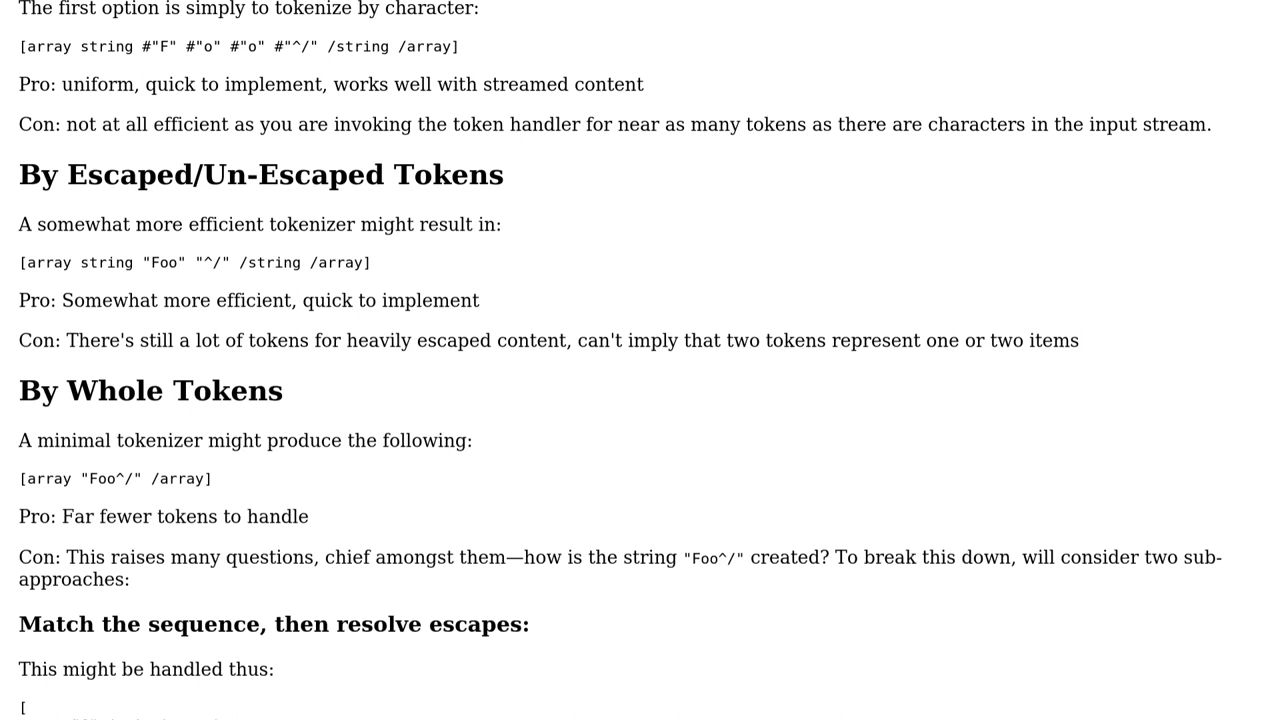 The first option is simply to tokenize by character:
[array string #"F" #"o" #"o" #"^/" /string /array]
Pro: uniform, quick to implement, works well with streamed content
Con: not at all efficient as you are invoking the token handler for near as many tokens as there are characters in the input stream.
By Escaped/Un-Escaped Tokens
A somewhat more efficient tokenizer might result in:
[array string "Foo" "^/" /string /array]
Pro: Somewhat more efficient, quick to implement
Con: There's still a lot of tokens for heavily escaped content, can't imply that two tokens represent one or two items
By Whole Tokens
A minimal tokenizer might produce the following:
[array "Foo^/" /array]
Pro: Far fewer tokens to handle
Con: This raises many questions, chief amongst them—how is the string "Foo^/" created? To break this down, will consider two sub-
approaches:
Match the sequence, then resolve escapes:
This might be handled thus:
[